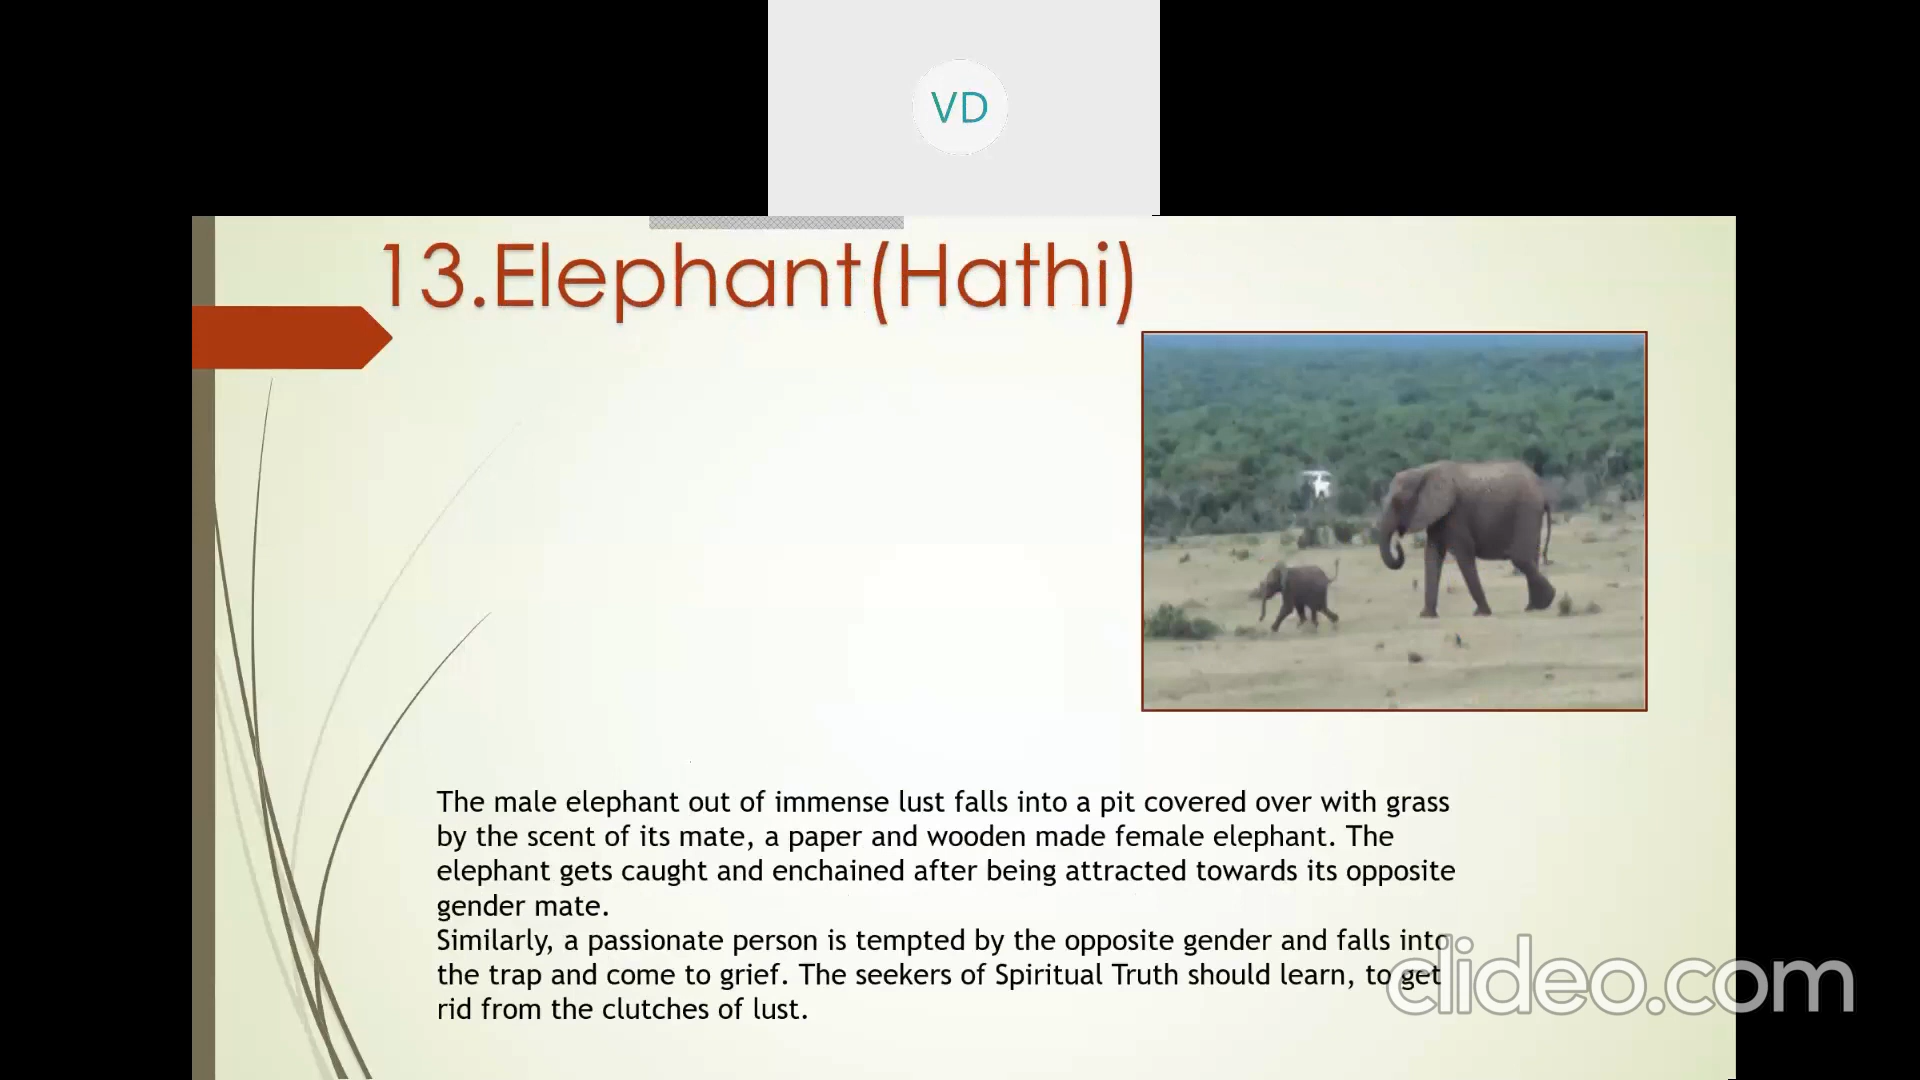 VD
13.Elephant(Hathi)
The male elephant out of immense lust falls into a pit covered over with grass
by the scent of its mate, a paper and wooden made female elephant. The
elephant gets caught and enchained after being attracted towards its opposite
gender mate.
Similarly, a passionate person is tempted by the opposite gender and falls into
the trap and come to grief. The seekers of Spiritual Truth should learn, to get
rid from the clutches of lust.
clideo.com